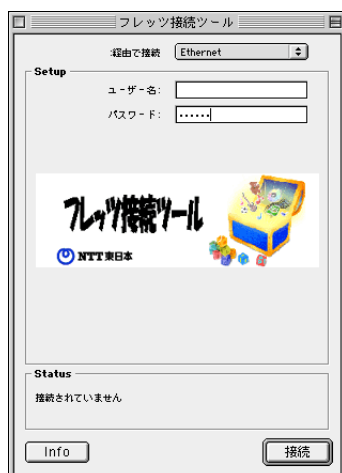 フレッツ接続ツール
:経由で接続 Ethernet
Setup
ユーザー名:
パスワード: ••••••
フレッツ接続ツール
NTT東日本
Status
接続されていません
Info 接続